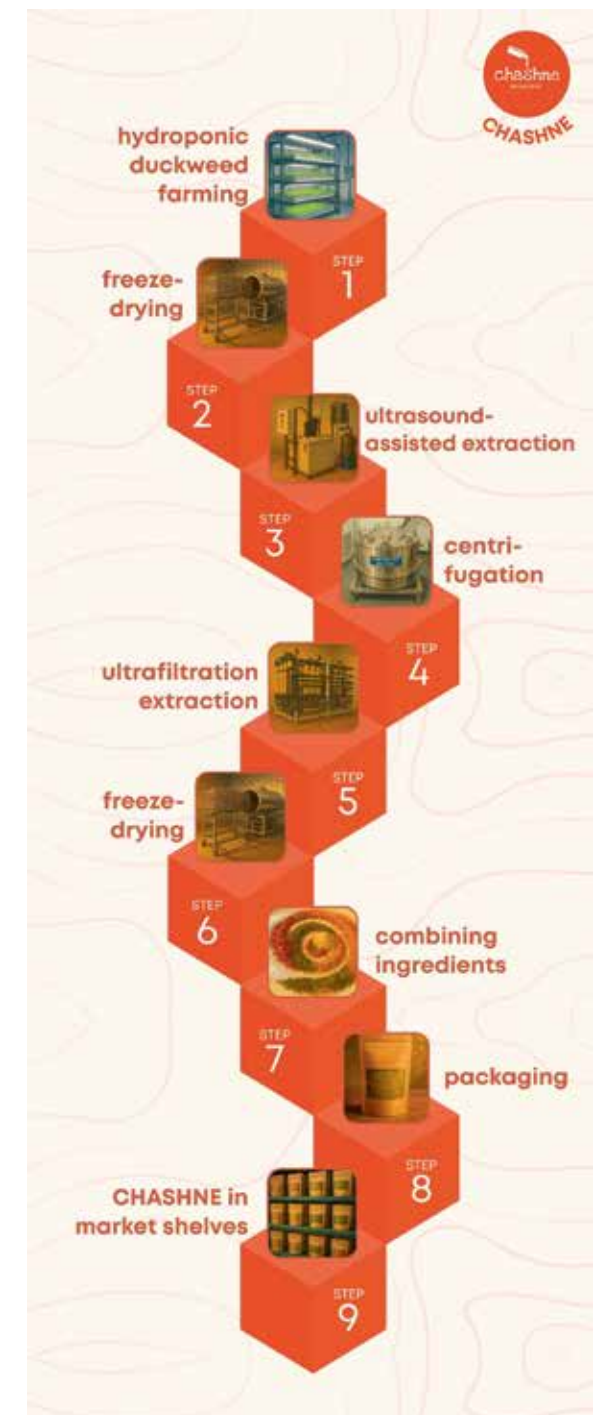 chashne
CHASHNE
hydroponic
duckweed
farming
STEP
1
freeze-
drying
STEP
2
ultrasound-
assisted extraction
STEP
3
centri-
fugation
STEP
4
ultrafiltration
extraction
STEP
5
freeze-
drying
STEP
6
combining
ingredients
STEP
7
packaging
STEP
8
CHASHNE in
market shelves
STEP
9